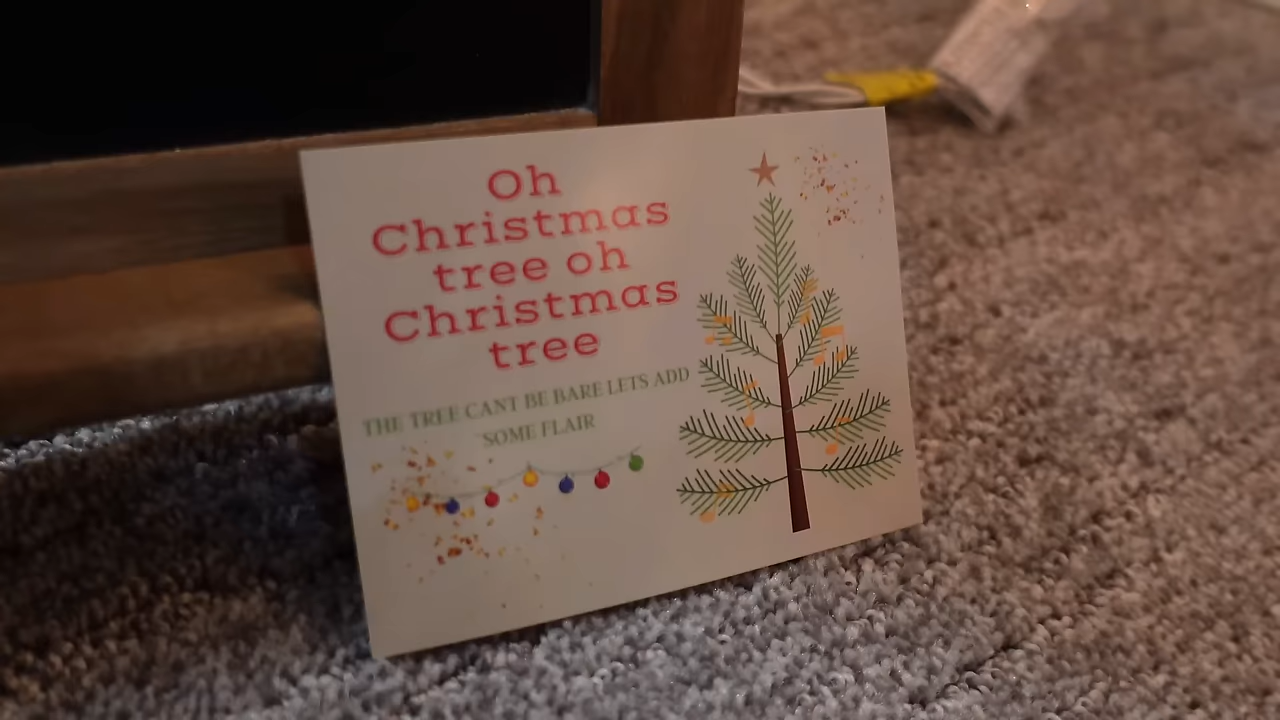 Oh
Christmas
tree oh
Christmas
tree
THE TREE CANT BE BARE LETS ADD
SOME FLAIR